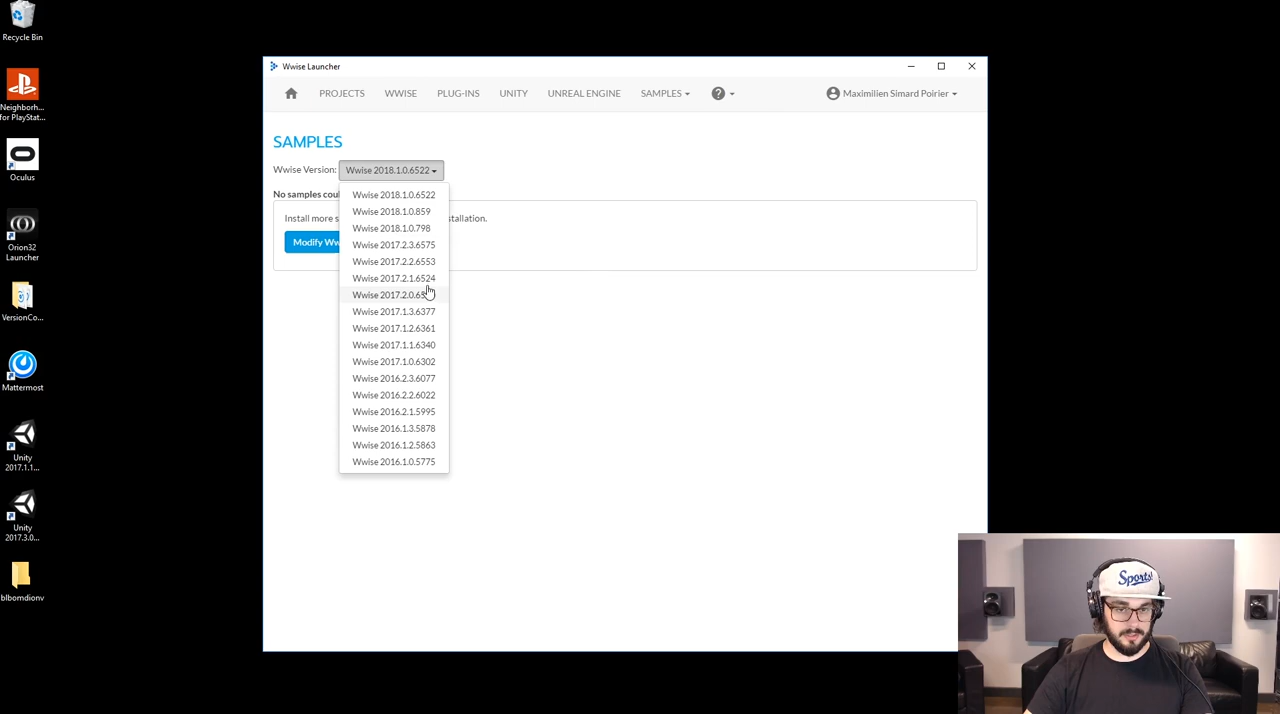 Recycle Bin
Neighborh...
for PlayStat...
Oculus
Orion32
Launcher
VersionCo...
Mattermost
Unity
2017.1.1...
Unity
2017.3.0...
blbomdionv
Wwise Launcher
PROJECTS WWISE PLUG-INS UNITY UNREAL ENGINE SAMPLES ? Maximilien Simard Poirier
SAMPLES
Wwise Version: Wwise 2018.1.0.6522
No samples
Install more stallation.
Modify
Wwise 2018.1.0.6522
Wwise 2018.1.0.859
Wwise 2018.1.0.798
Wwise 2017.2.3.6575
Wwise 2017.2.2.6553
Wwise 2017.2.1.6524
Wwise
Wwise 2017.1.3.6377
Wwise 2017.1.2.6361
Wwise 2017.1.1.6340
Wwise 2017.1.0.6302
Wwise 2016.2.3.6077
Wwise 2016.2.2.6022
Wwise 2016.2.1.5995
Wwise 2016.1.3.5878
Wwise 2016.1.2.5863
Wwise 2016.1.0.5775
Sports!